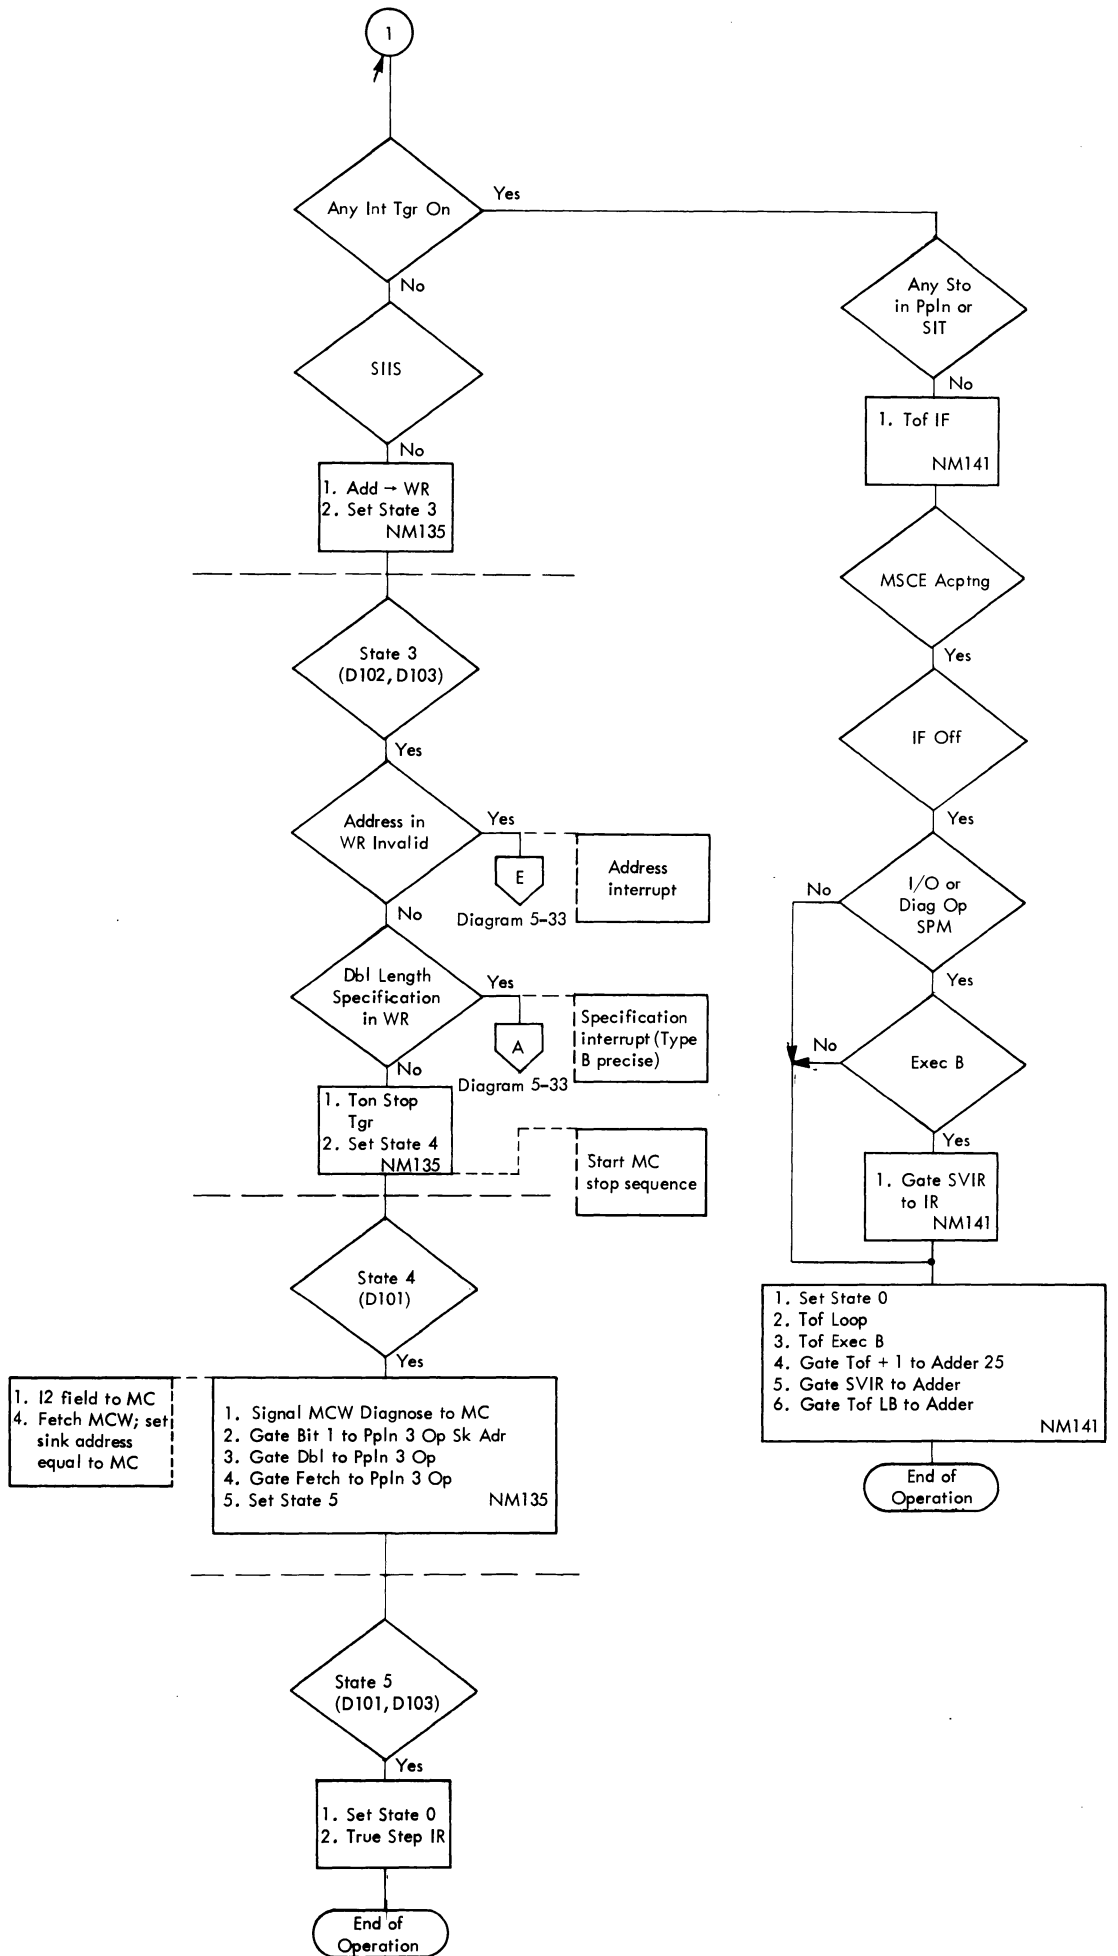 1
Any Int Tgr On
Yes
No
SIIS
No
1. Add → WR
2. Set State 3
NM135
State 3
(D102, D103)
Yes
Address in
WR Invalid
Yes
E
Diagram 5-33
Address
interrupt
No
Dbl Length
Specification
in WR
Yes
A
Diagram 5-33
Specification
interrupt (Type
B precise)
No
1. Ton Stop
Tgr
2. Set State 4
NM135
Start MC
stop sequence
State 4
(D101)
Yes
1. I2 field to MC
4. Fetch MCW; set
sink address
equal to MC
1. Signal MCW Diagnose to MC
2. Gate Bit 1 to Ppln 3 Op Sk Adr
3. Gate Dbl to Ppln 3 Op
4. Gate Fetch to Ppln 3 Op
5. Set State 5
NM135
State 5
(D101, D103)
Yes
1. Set State 0
2. True Step IR
End of
Operation
Any Sto
in Ppln or
SIT
No
1. Tof IF
NM141
MSCE Acptng
Yes
IF Off
Yes
I/O or
Diag Op
SPM
No
Yes
Exec B
No
Yes
1. Gate SVIR
to IR
NM141
1. Set State 0
2. Tof Loop
3. Tof Exec B
4. Gate Tof + 1 to Adder 25
5. Gate SVIR to Adder
6. Gate Tof LB to Adder
NM141
End of
Operation